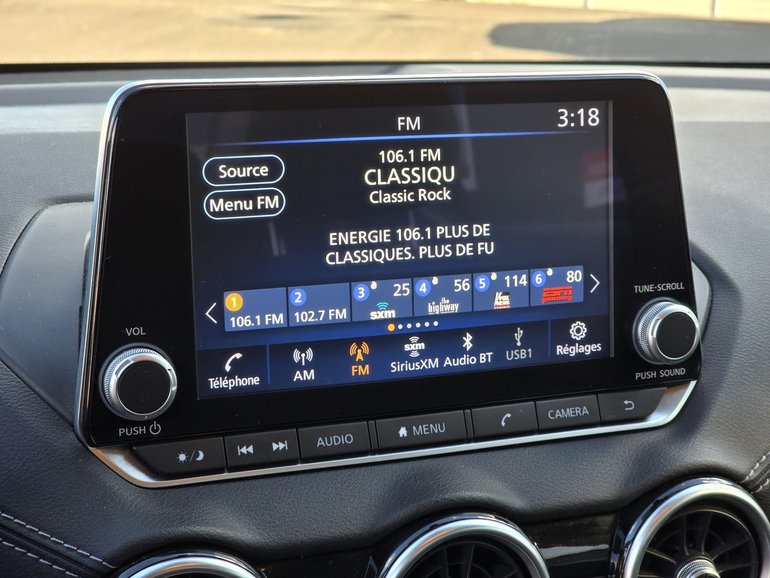 FM
3:18
Source
Menu FM
106.1 FM
CLASSIQU
Classic Rock
ENERGIE 106.1 PLUS DE
CLASSIQUES. PLUS DE FU
1 106.1 FM
2 102.7 FM
3 25 sxm
4 56 the highway
5 114 FOX NEWS
6 80 ESPN
Téléphone
AM
FM
sxm SiriusXM
Audio BT
USB1
Réglages
VOL
PUSH
TUNE·SCROLL
PUSH SOUND
AUDIO
MENU
CAMERA